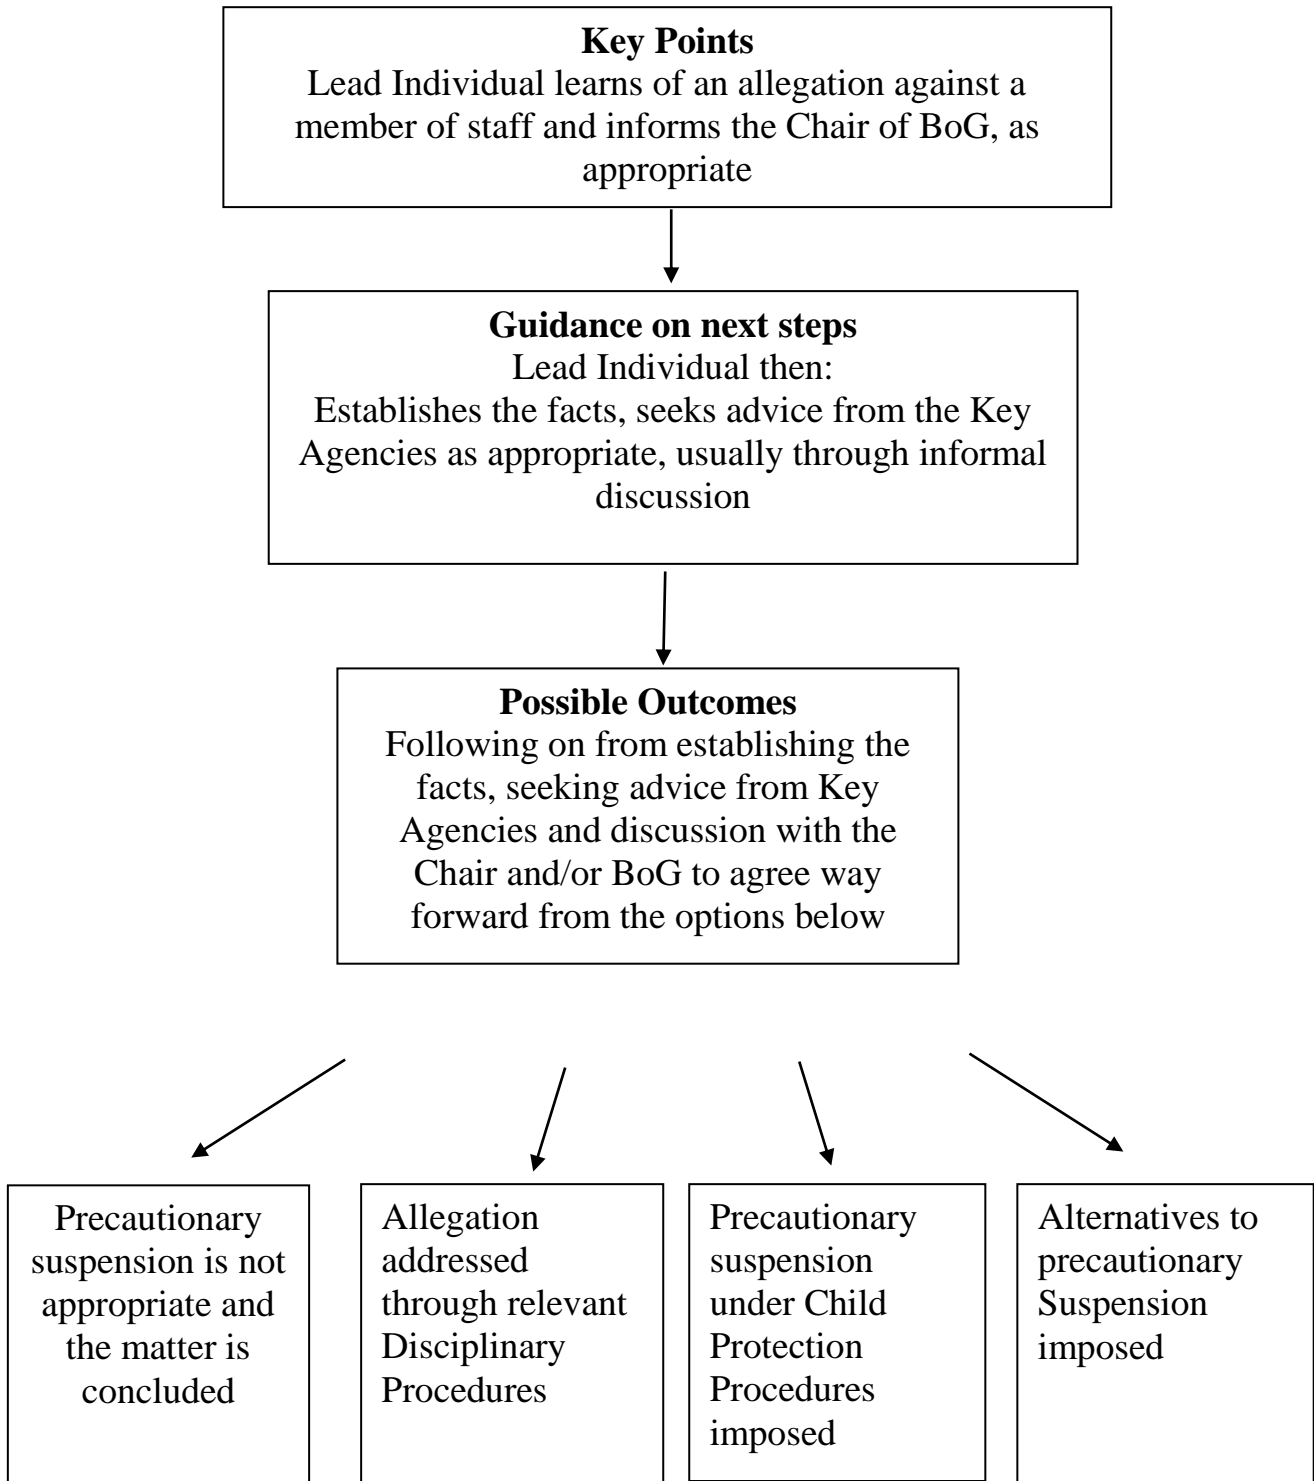 Key Points
Lead Individual learns of an allegation against a
member of staff and informs the Chair of BoG, as
appropriate
Guidance on next steps
Lead Individual then:
Establishes the facts, seeks advice from the Key
Agencies as appropriate, usually through informal
discussion
Possible Outcomes
Following on from establishing the
facts, seeking advice from Key
Agencies and discussion with the
Chair and/or BoG to agree way
forward from the options below
Precautionary
suspension is not
appropriate and
the matter is
concluded
Allegation
addressed
through relevant
Disciplinary
Procedures
Precautionary
suspension
under Child
Protection
Procedures
imposed
Alternatives to
precautionary
Suspension
imposed